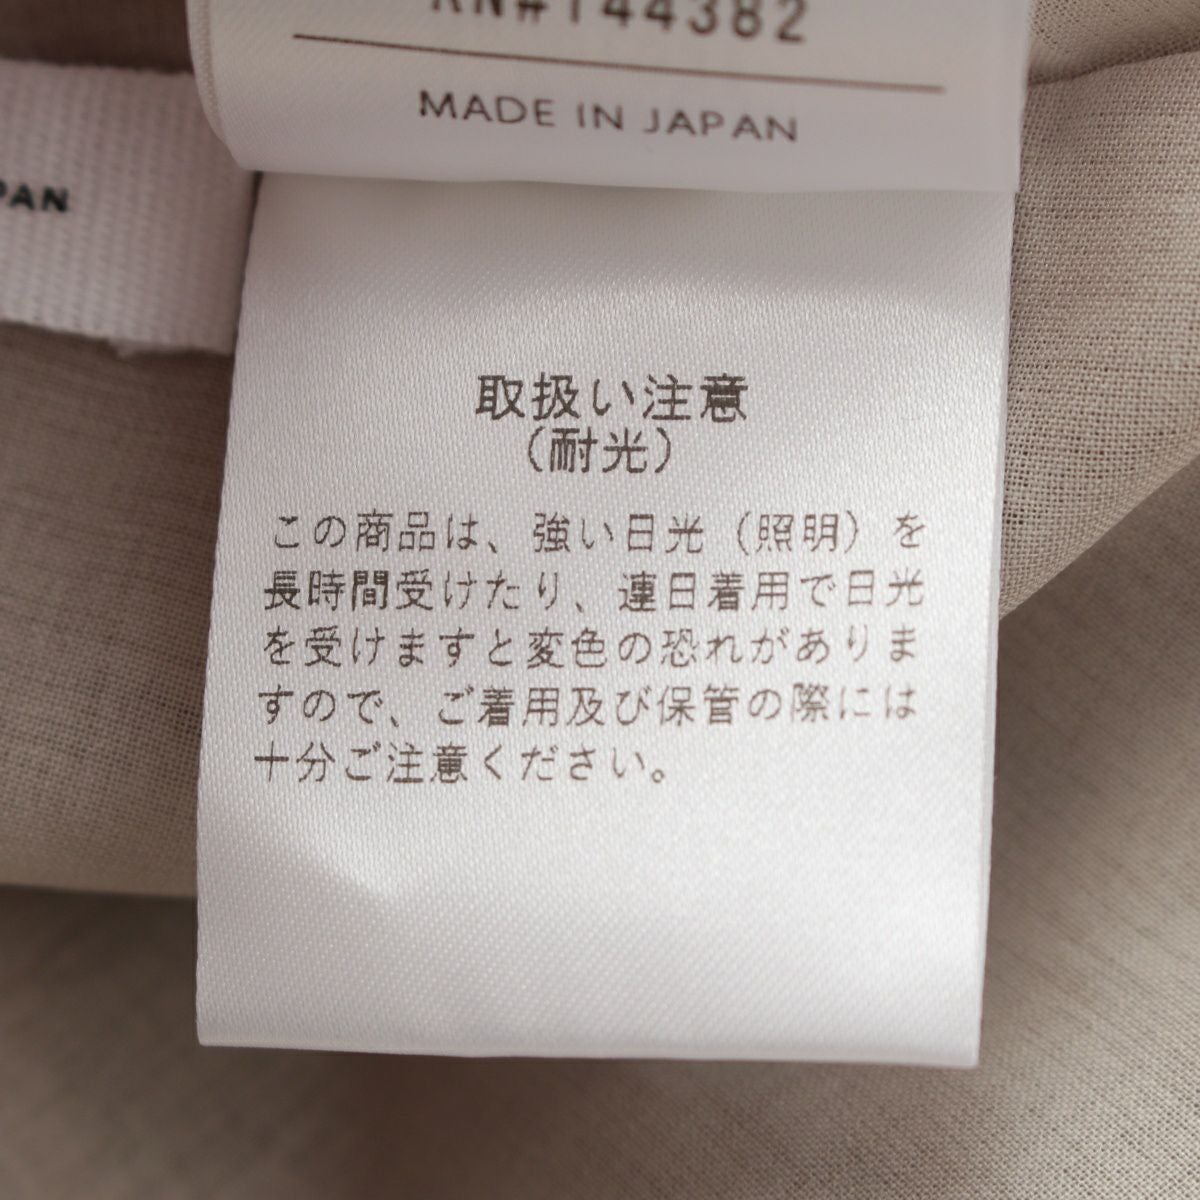 RN#144382
MADE IN JAPAN
PAN
取扱い注意
（耐光）
この商品は、強い日光（照明）を
長時間受けたり、連日着用で日光
を受けますと変色の恐れがありま
すので、ご着用及び保管の際には
十分ご注意ください。